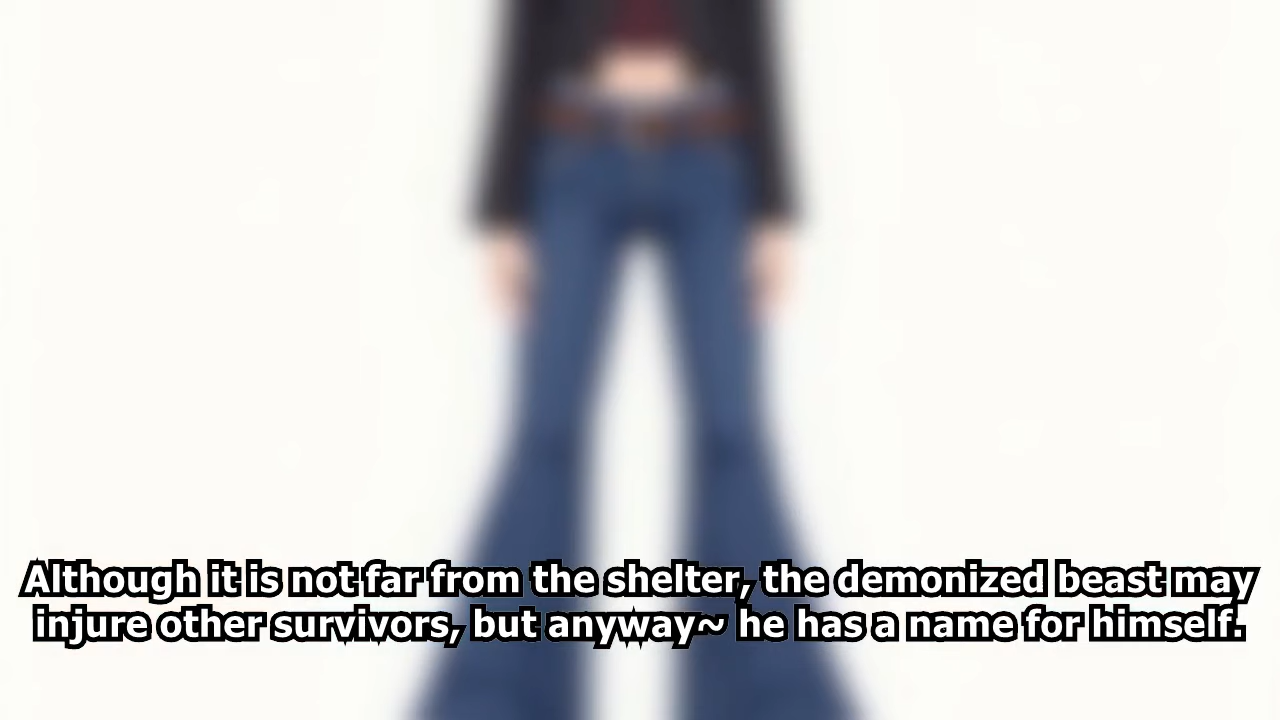 Although it is not far from the shelter, the demonized beast may
injure other survivors, but anyway~ he has a name for himself.